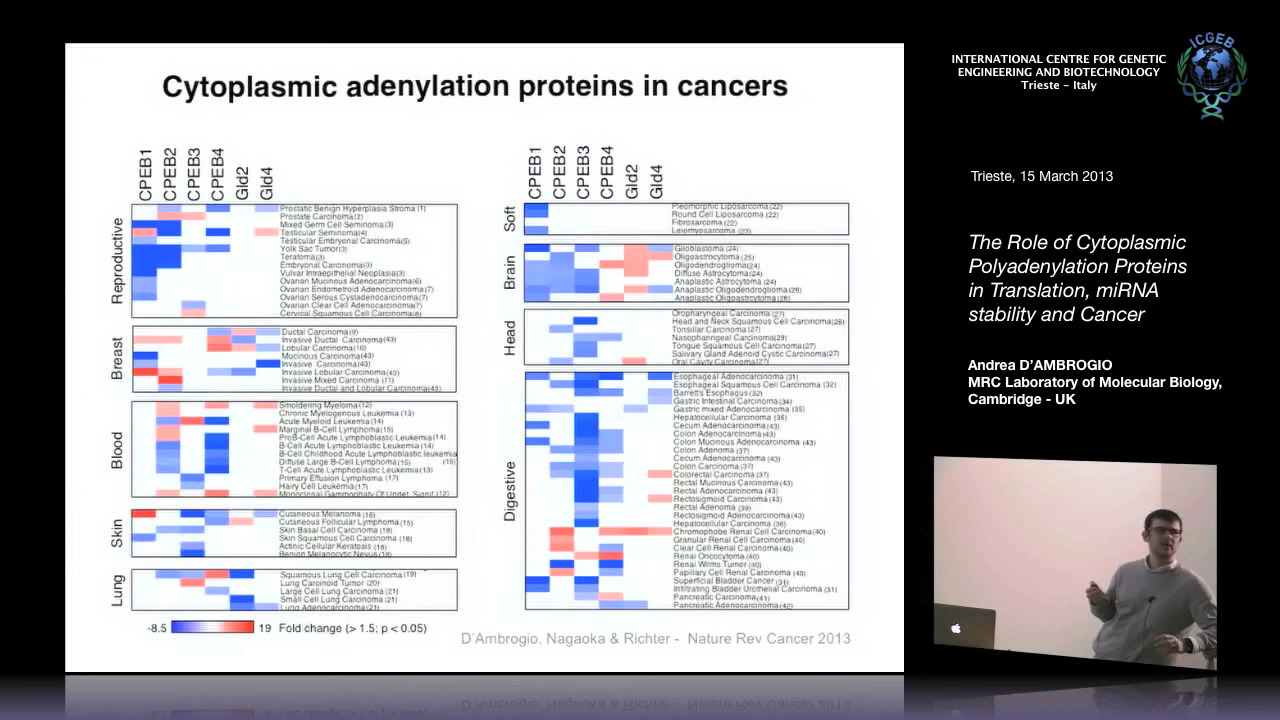 Cytoplasmic adenylation proteins in cancers
CPEB1
CPEB2
CPEB3
CPEB4
Gld2
Gld4
Reproductive
Prostatic Benign Hyperplasia Stroma (1)
Prostate Carcinoma (2)
Mixed Germ Cell Seminoma (3)
Testicular Seminoma (4)
Testicular Embryonal Carcinoma (5)
Yolk Sac Tumor (3)
Teratoma (3)
Embryonal Carcinoma (3)
Vulvar Intraepithelial Neoplasia (3)
Ovarian Mucinous Adenocarcinoma (6)
Ovarian Endometroid Adenocarcinoma (7)
Ovarian Serous Cystadenocarcinoma (7)
Ovarian Clear Cell Adenocarcinoma (7)
Cervical Squamous Cell Carcinoma (8)
Breast
Ductal Carcinoma (9)
Invasive Ductal Carcinoma (43)
Lobular Carcinoma (10)
Mucinous Carcinoma (43)
Invasive Carcinoma (43)
Invasive Lobular Carcinoma (43)
Invasive Mixed Carcinoma (11)
Invasive Ductal and Lobular Carcinoma (43)
Blood
Smoldering Myeloma (12)
Chronic Myelogenous Leukemia (13)
Acute Myeloid Leukemia (14)
Marginal B-Cell Lymphoma (15)
ProB-Cell Acute Lymphoblastic Leukemia (14)
B-Cell Acute Lymphoblastic Leukemia (14)
B-Cell Childhood Acute Lymphoblastic leukemia
Diffuse Large B-Cell Lymphoma (15) (15)
T-Cell Acute Lymphoblastic Leukemia (13)
Primary Effusion Lymphoma (17)
Hairy Cell Leukemia (17)
Monoclonal Gammopathy Of Undet. Signif. (12)
Skin
Cutaneous Melanoma (16)
Cutaneous Follicular Lymphoma (15)
Skin Basal Cell Carcinoma (18)
Skin Squamous Cell Carcinoma (18)
Actinic Cellular Keratosis (18)
Benign Melanocytic Nevus (18)
Lung
Squamous Lung Cell Carcinoma (19)
Lung Carcinoid Tumor (20)
Large Cell Lung Carcinoma (21)
Small Cell Lung Carcinoma (21)
Lung Adenocarcinoma (21)
-8.5 19 Fold change (> 1.5; p < 0.05)
CPEB1
CPEB2
CPEB3
CPEB4
Gld2
Gld4
Soft
Pleomorphic Liposarcoma (22)
Round Cell Liposarcoma (22)
Fibrosarcoma (22)
Leiomyosarcoma (23)
Brain
Glioblastoma (24)
Oligoastrocytoma (25)
Oligodendroglioma (24)
Diffuse Astrocytoma (24)
Anaplastic Astrocytoma (24)
Anaplastic Oligodendroglioma (26)
Anaplastic Oligoastrcytoma (26)
Head
Oropharyngeal Carcinoma (27)
Head and Neck Squamous Cell Carcinoma (28)
Tonsillar Carcinoma (27)
Nasopharyngeal Carcinoma (29)
Tongue Squamous Carcinoma (27)
Salivary Gland Adenoid Cystic Carcinoma (27)
Oral Cavity Carcinoma (27)
Digestive
Esophageal Adenocarcinoma (31)
Esophageal Squamous Cell Carcinoma (32)
Barrett's Esophagus (32)
Gastric Intestinal Carcinoma (34)
Gastric mixed Adenocarcinoma (35)
Hepatocellular Carcinoma (36)
Cecum Adenocarcinoma (43)
Colon Adenocarcinoma (43)
Colon Mucinous Adenocarcinoma (43)
Colon Adenoma (37)
Cecum Adenocarcinoma (43)
Colon Carcinoma (37)
Colorectal Carcinoma (37)
Rectal Mucinous Carcinoma (43)
Rectal Adenocarcinoma (43)
Rectosigmoid Carcinoma (43)
Rectal Adenoma (39)
Rectosigmoid Adenocarcinoma (43)
Hepatocellular Carcinoma (36)
Chromophobe Renal Cell Carcinoma (40)
Granular Renal Cell Carcinoma (40)
Clear Cell Renal Carcinoma (40)
Renal Oncocytoma (40)
Renal Wilms Tumor (40)
Papillary Cell Renal Carcinoma (40)
Superficial Bladder Cancer (31)
Infiltrating Bladder Urothelial Carcinoma (31)
Pancreatic Carcinoma (41)
Pancreatic Adenocarcinoma (42)
D'Ambrogio, Nagaoka & Richter - Nature Rev Cancer 2013
INTERNATIONAL CENTRE FOR GENETIC
ENGINEERING AND BIOTECHNOLOGY
Trieste - Italy
ICGEB
Trieste, 15 March 2013
The Role of Cytoplasmic
Polyadenylation Proteins
in Translation, miRNA
stability and Cancer
Andrea D'AMBROGIO
MRC Laboratory of Molecular Biology,
Cambridge - UK